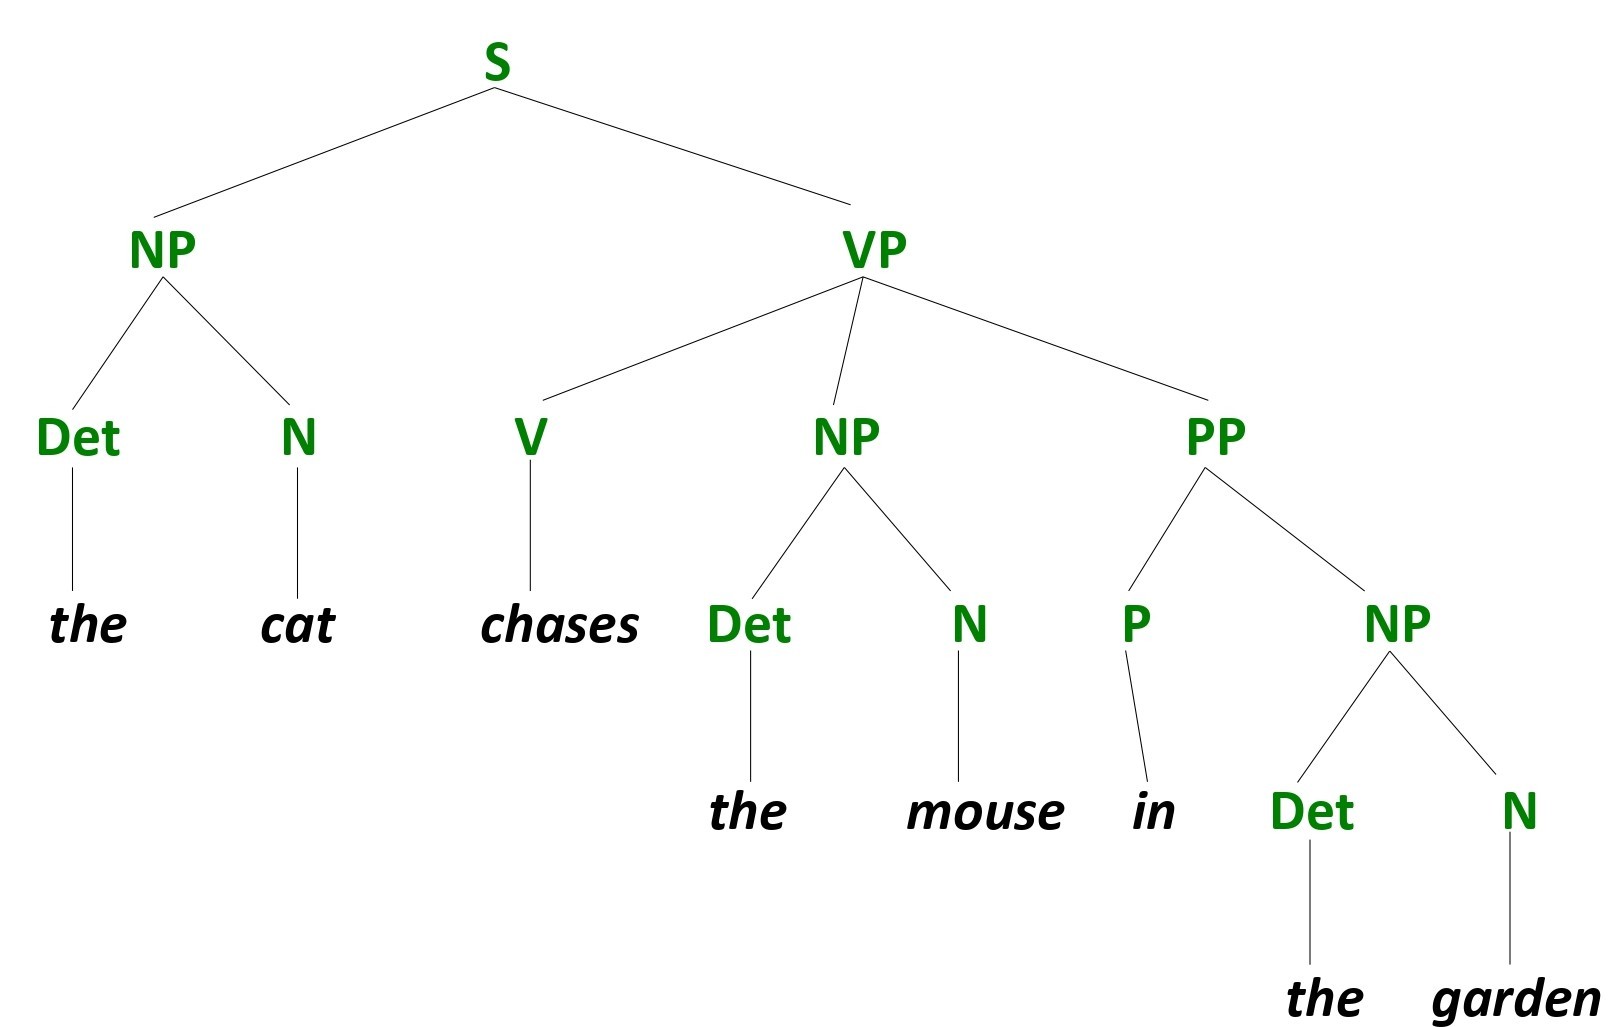 S
NP VP
Det N V NP PP
the cat chases Det N P NP
the mouse in Det N
the garden